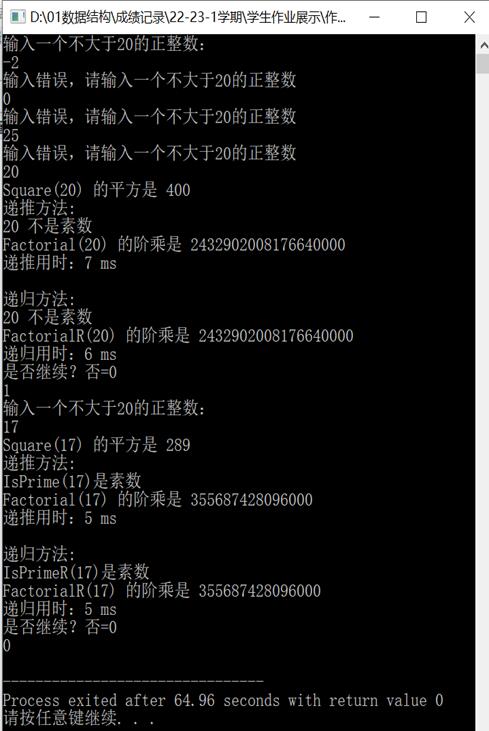 D:\01数据结构\成绩记录\22-23-1学期\学生作业展示\作...
输入一个不大于20的正整数:
-2
输入错误，请输入一个不大于20的正整数
0
输入错误，请输入一个不大于20的正整数
25
输入错误，请输入一个不大于20的正整数
20
Square(20) 的平方是 400
递推方法:
20 不是素数
Factorial(20) 的阶乘是 2432902008176640000
递推用时: 7 ms
递归方法:
20 不是素数
FactorialR(20) 的阶乘是 2432902008176640000
递归用时: 6 ms
是否继续? 否=0
1
输入一个不大于20的正整数:
17
Square(17) 的平方是 289
递推方法:
IsPrime(17)是素数
Factorial(17) 的阶乘是 355687428096000
递推用时: 5 ms
递归方法:
IsPrimeR(17)是素数
FactorialR(17) 的阶乘是 355687428096000
递归用时: 5 ms
是否继续? 否=0
0
--------------------------------
Process exited after 64.96 seconds with return value 0
请按任意键继续. . .